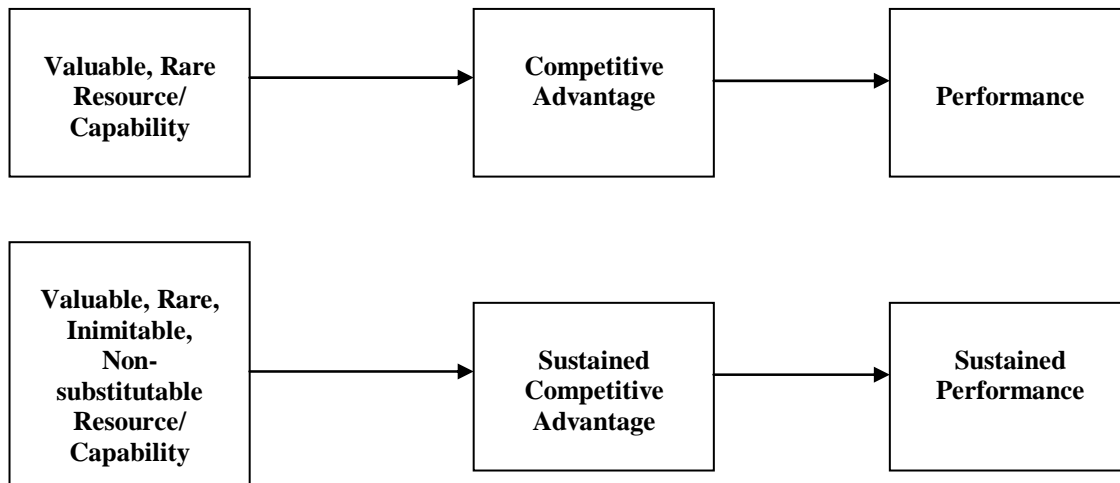 Valuable, Rare
Resource/
Capability
Competitive
Advantage
Performance
Valuable, Rare,
Inimitable,
Non-
substitutable
Resource/
Capability
Sustained
Competitive
Advantage
Sustained
Performance